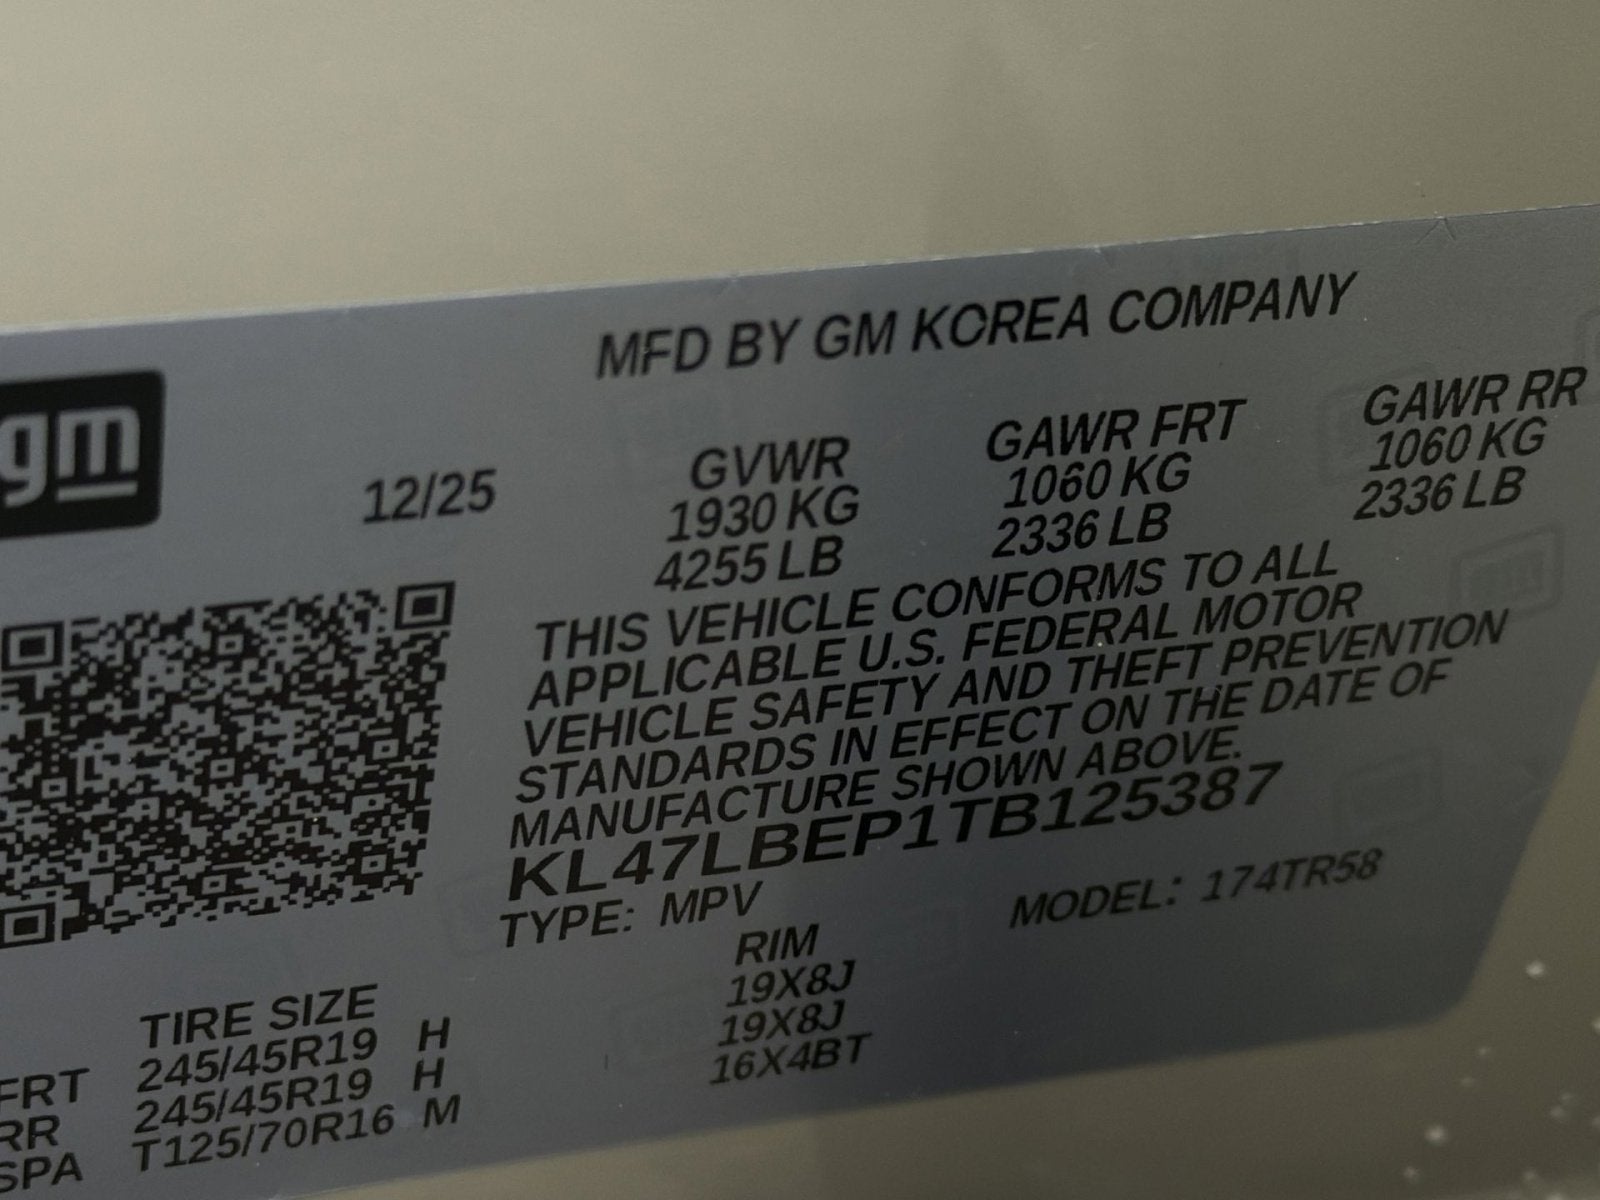 MFD BY GM KOREA COMPANY
gm
12/25
GVWR GAWR FRT GAWR RR
1930 KG 1060 KG 1060 KG
4255 LB 2336 LB 2336 LB
THIS VEHICLE CONFORMS TO ALL
APPLICABLE U.S. FEDERAL MOTOR
VEHICLE SAFETY AND THEFT PREVENTION
STANDARDS IN EFFECT ON THE DATE OF
MANUFACTURE SHOWN ABOVE.
KL47LBEP1TB125387
TYPE: MPV MODEL: 174TR58
TIRE SIZE RIM
FRT 245/45R19 H 19X8J
RR 245/45R19 H 19X8J
SPA T125/70R16 M 16X4BT